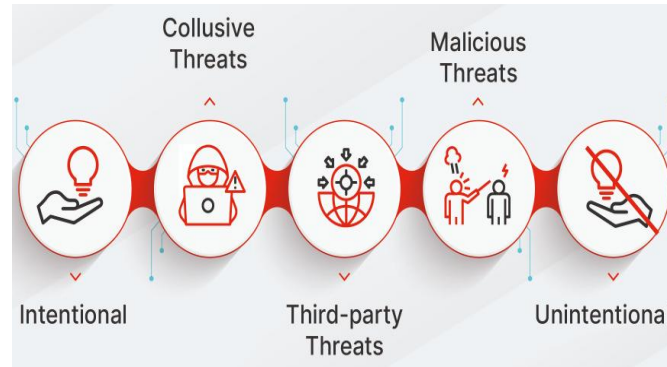 Collusive
Threats
Malicious
Threats
Intentional
Third-party
Threats
Unintentiona